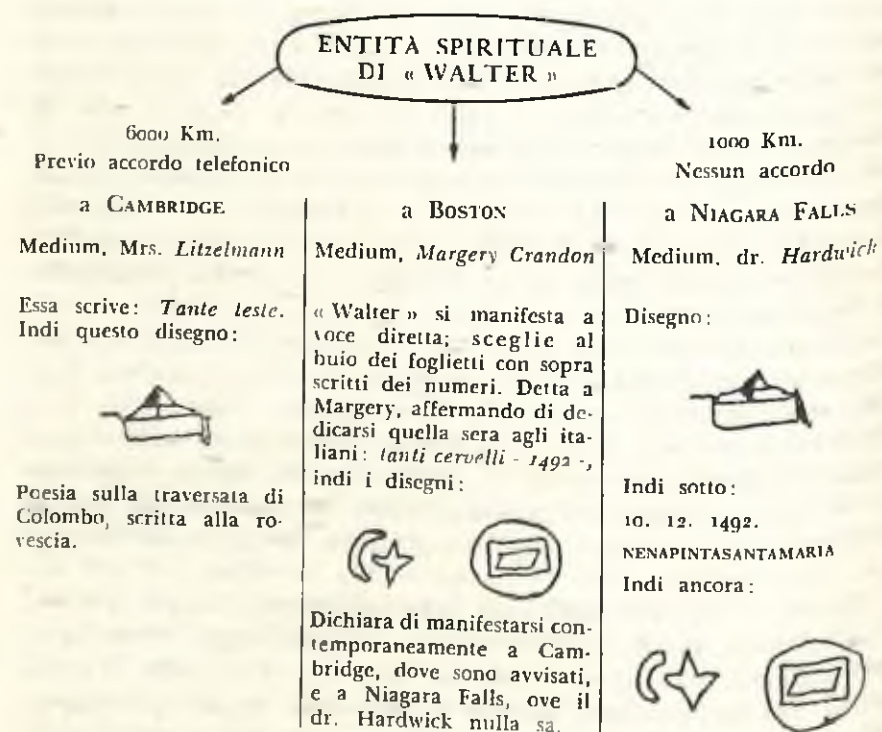 ENTITÀ SPIRITUALE
DI « WALTER »
6000 Km.
Previo accordo telefonico
a CAMBRIDGE
Medium, Mrs. Litzelmann
Essa scrive: Tante teste.
Indi questo disegno:
Poesia sulla traversata di
Colombo, scritta alla ro-
vescia.
a BOSTON
Medium, Margery Crandon
« Walter » si manifesta a
voce diretta; sceglie al
buio dei foglietti con sopra
scritti dei numeri. Detta a
Margery, affermando di de-
dicarsi quella sera agli ita-
liani: tanti cervelli - 1492 -,
indi i disegni:
Dichiara di manifestarsi con-
temporaneamente a Cam-
bridge, dove sono avvisati,
e a Niagara Falls, ove il
dr. Hardwick nulla sa.
1000 Km.
Nessun accordo
a NIAGARA FALLS
Medium, dr. Hardwick
Disegno:
Indi sotto:
10. 12. 1492.
NENAPINTASANTAMARIA
Indi ancora: